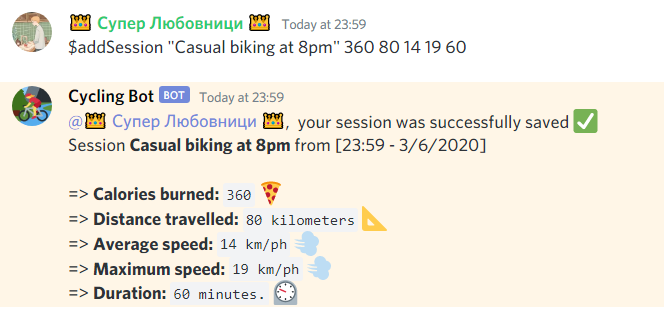 Супер Любовници Today at 23:59
$addSession "Casual biking at 8pm" 360 80 14 19 60
Cycling Bot BOT Today at 23:59
@👑 Супер Любовници 👑, your session was successfully saved ✅
Session Casual biking at 8pm from [23:59 - 3/6/2020]
=> Calories burned: 360 🍕
=> Distance travelled: 80 kilometers 📐
=> Average speed: 14 km/ph 💨
=> Maximum speed: 19 km/ph 💨
=> Duration: 60 minutes. ⏲️